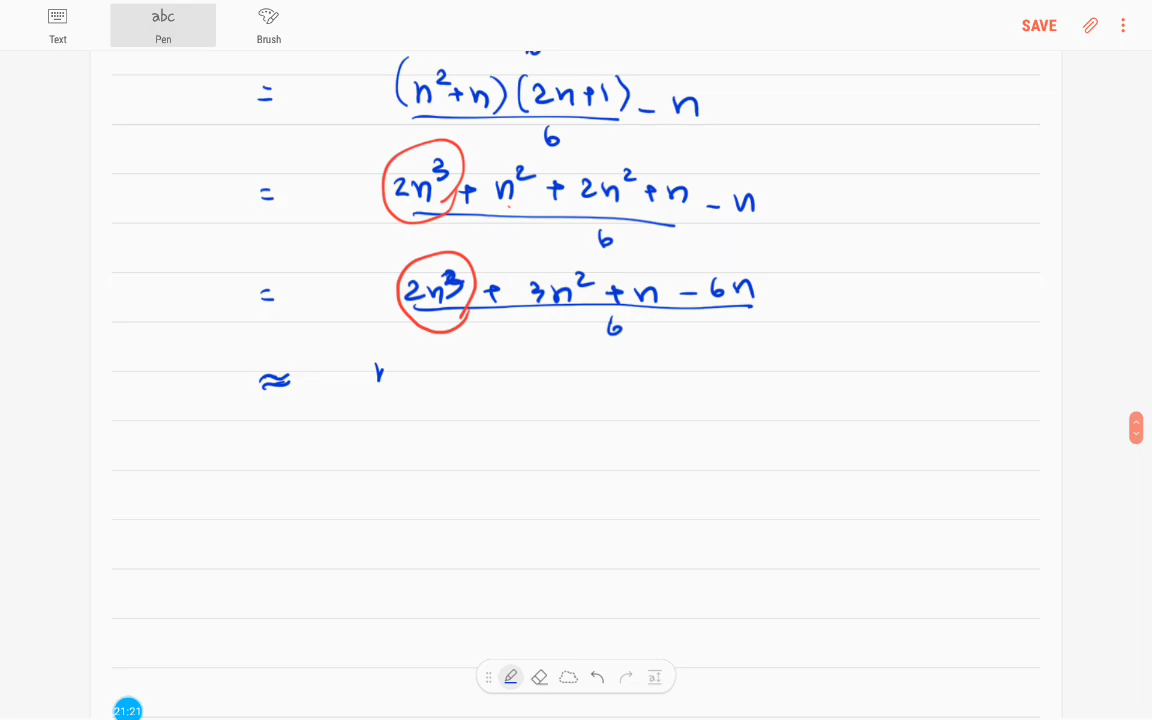 Text abc Pen Brush SAVE
= (n²+n)(2n+1) - n
6
= 2n³ + n² + 2n² + n - n
6
= 2n³ + 3n² + n - 6n
6
≈
21:21